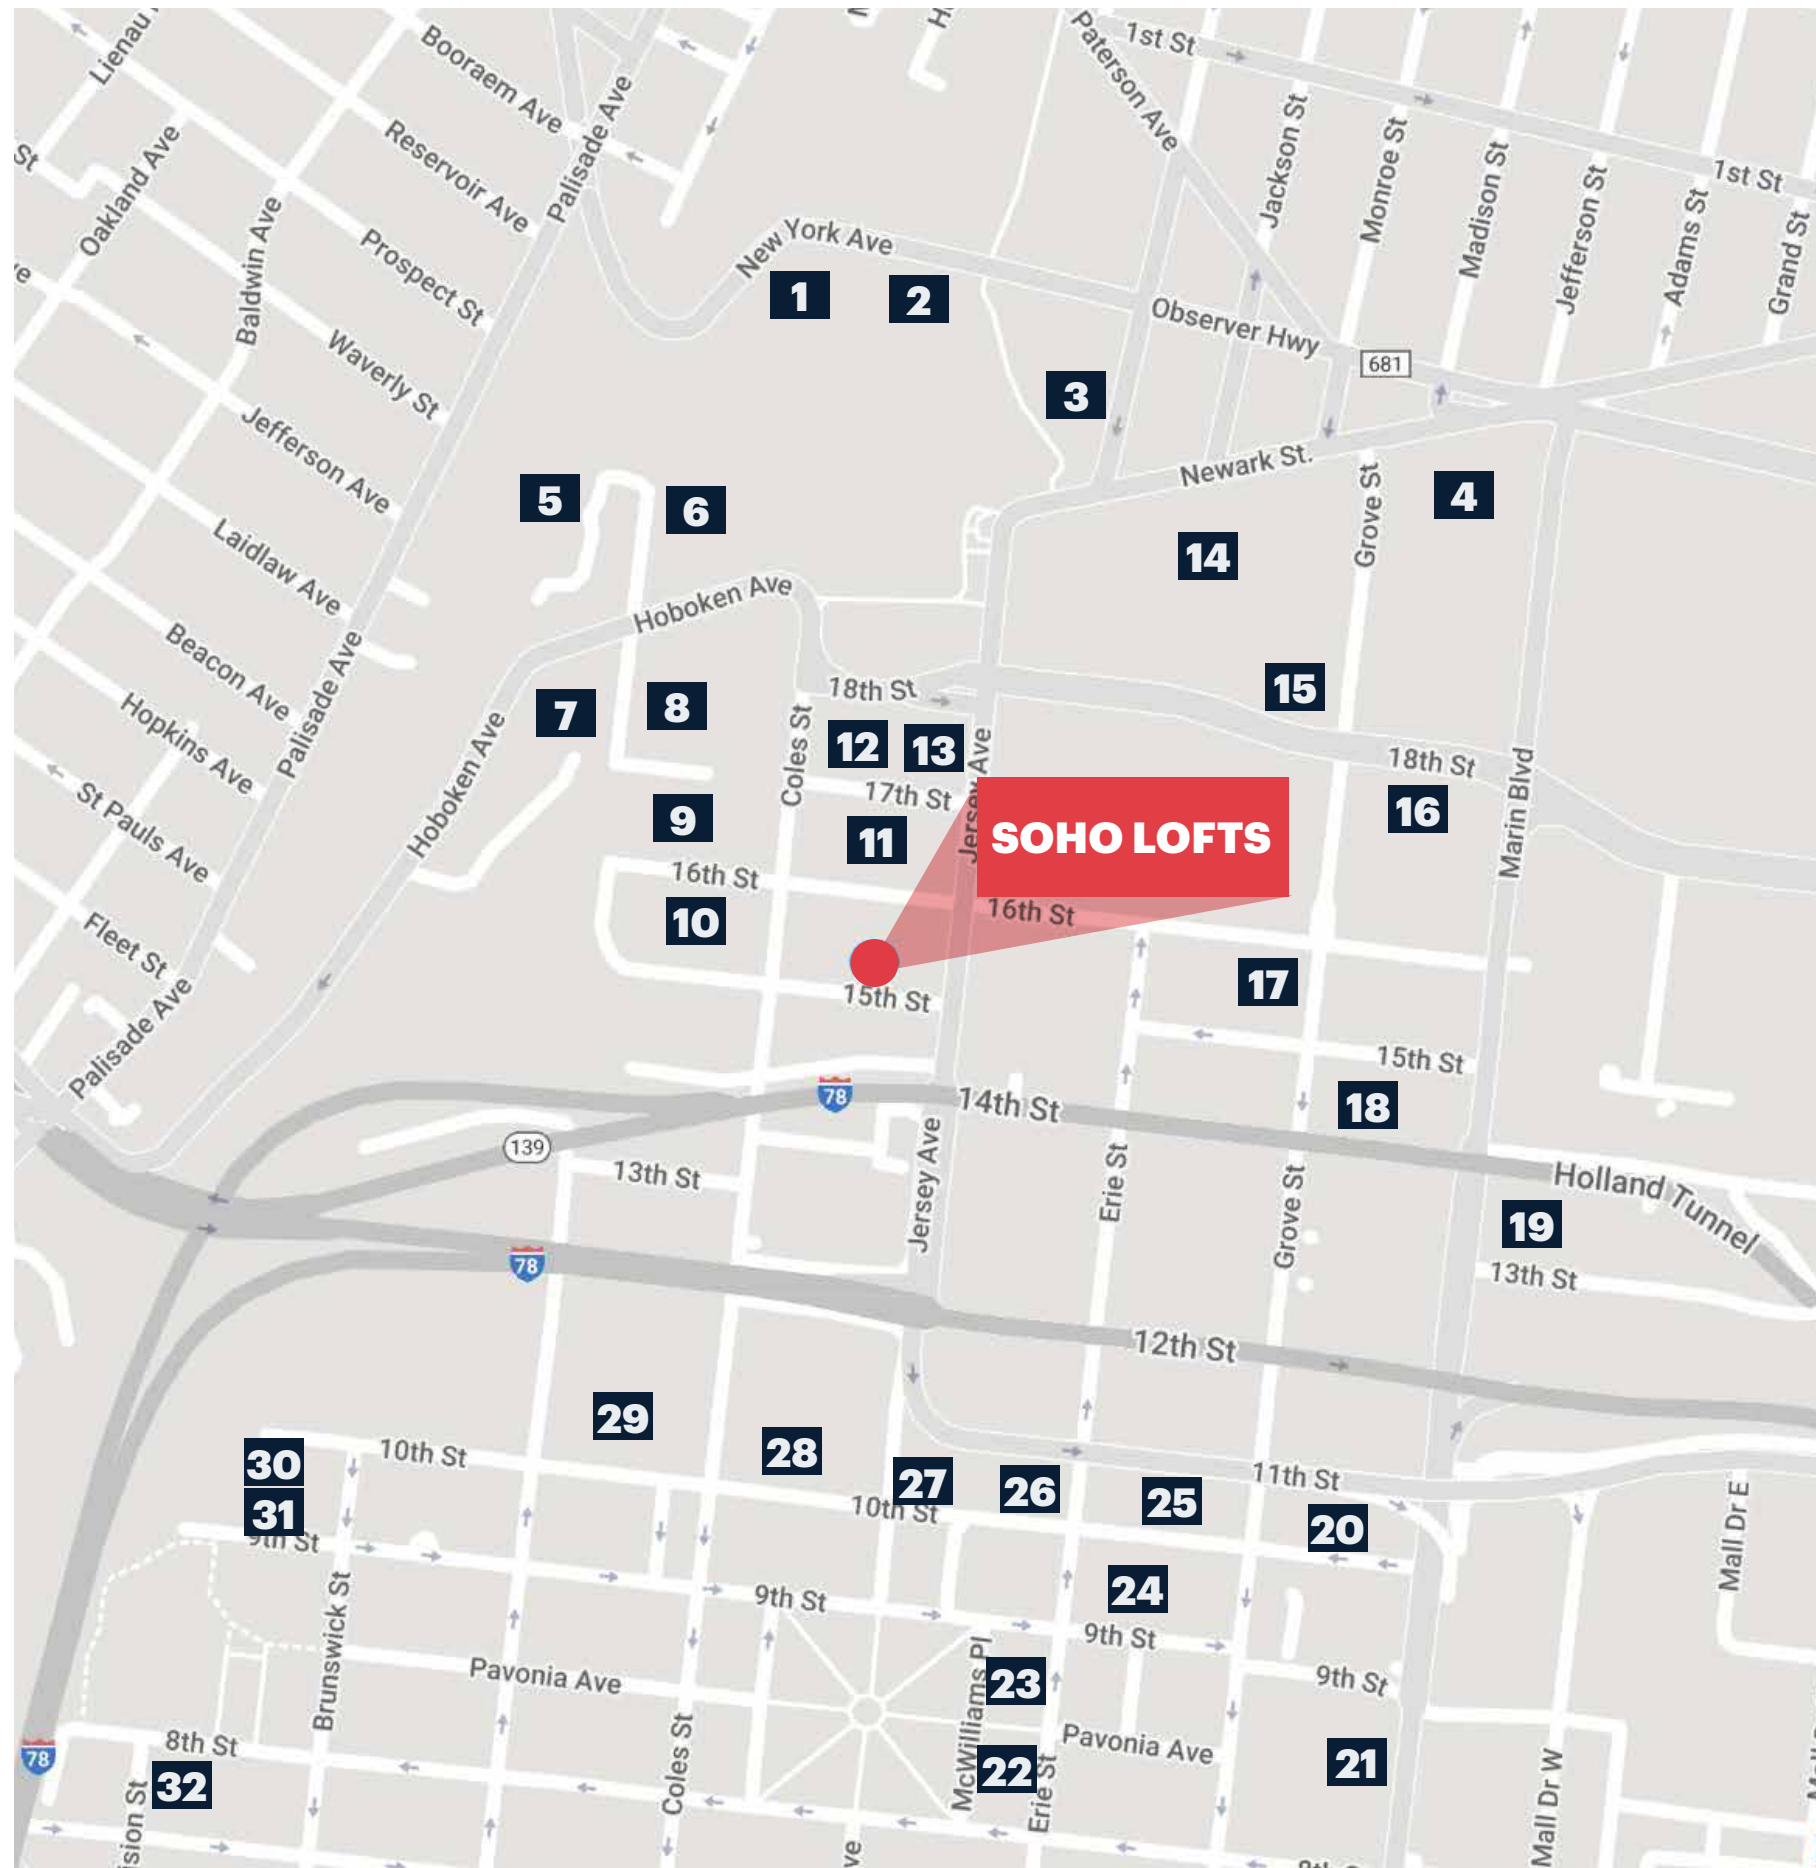 Lienau
Booraem Ave
Palisade Ave
Paterson Ave
1st St
Oakland Ave
Reservoir Ave
Jackson St
Monroe St
Madison St
Jefferson St
1st St
St
Adams St
Grand St
Baldwin Ave
Prospect St
New York Ave
1
2
Observer Hwy
681
Waverly St
3
Jefferson Ave
Newark St.
Grove St
4
5
6
14
Laidlaw Ave
Hoboken Ave
Beacon Ave
Palisade Ave
7
8
18th St
15
Hopkins Ave
Coles St
12
13
Jersey Ave
18th St
Marin Blvd
Hoboken Ave
17th St
16
St Pauls Ave
9
11
SOHO LOFTS
16th St
16th St
Fleet St
10
17
15th St
Palisade Ave
15th St
78
14th St
18
139
13th St
Jersey Ave
Erie St
Grove St
Holland Tunnel
19
78
13th St
12th St
29
30
10th St
28
27
26
25
11th St
20
31
10th St
Mall Dr E
9th St
24
9th St
9th St
Brunswick St
Pavonia Ave
McWilliams Pl
23
9th St
8th St
Coles St
Pavonia Ave
21
78
32
22
Erie St
Mall Dr W